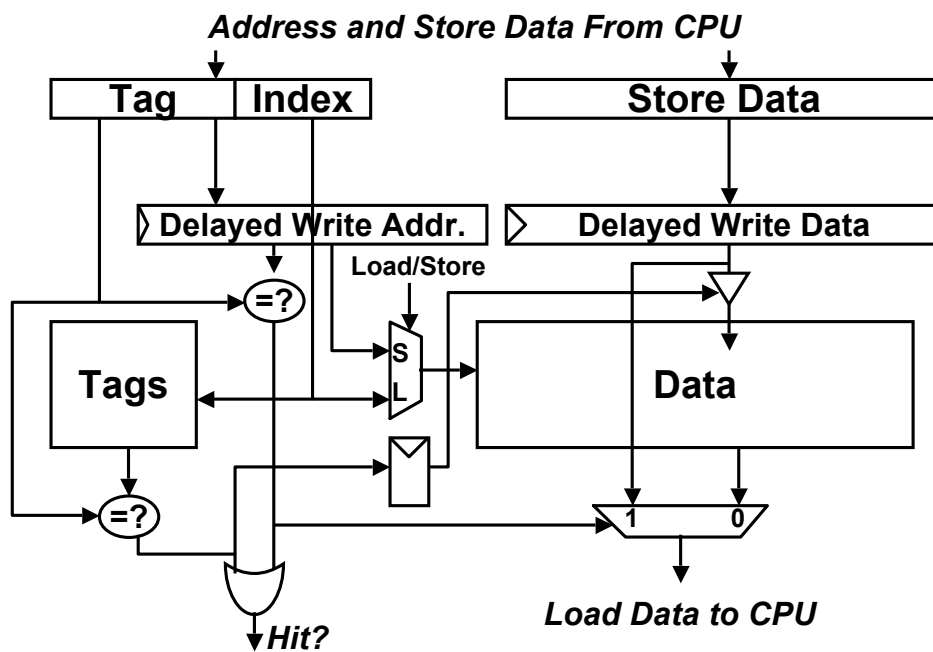 Address and Store Data From CPU
Tag Index Store Data
Delayed Write Addr. Delayed Write Data
Load/Store
=?
S
Tags L Data
=?
1 0
Load Data to CPU
Hit?